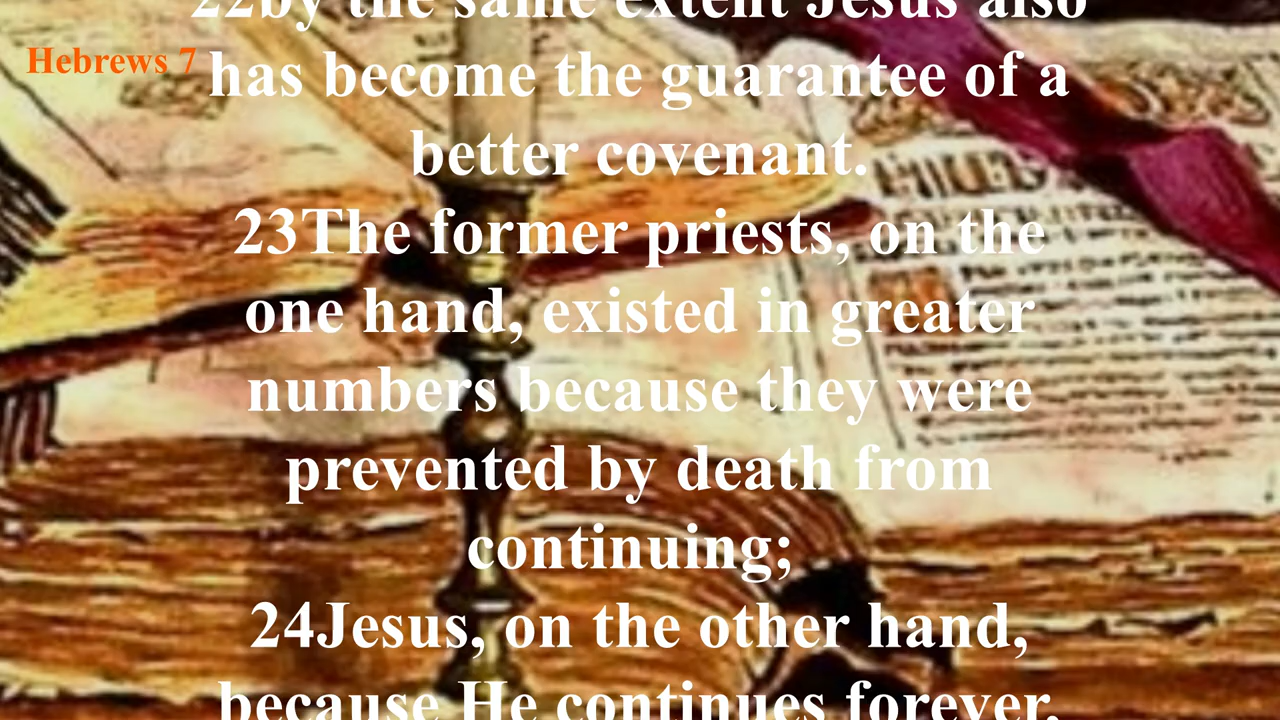 22by the same extent Jesus also
Hebrews 7
has become the guarantee of a
better covenant.
23The former priests, on the
one hand, existed in greater
numbers because they were
prevented by death from
continuing;
24Jesus, on the other hand,
because He continues forever,